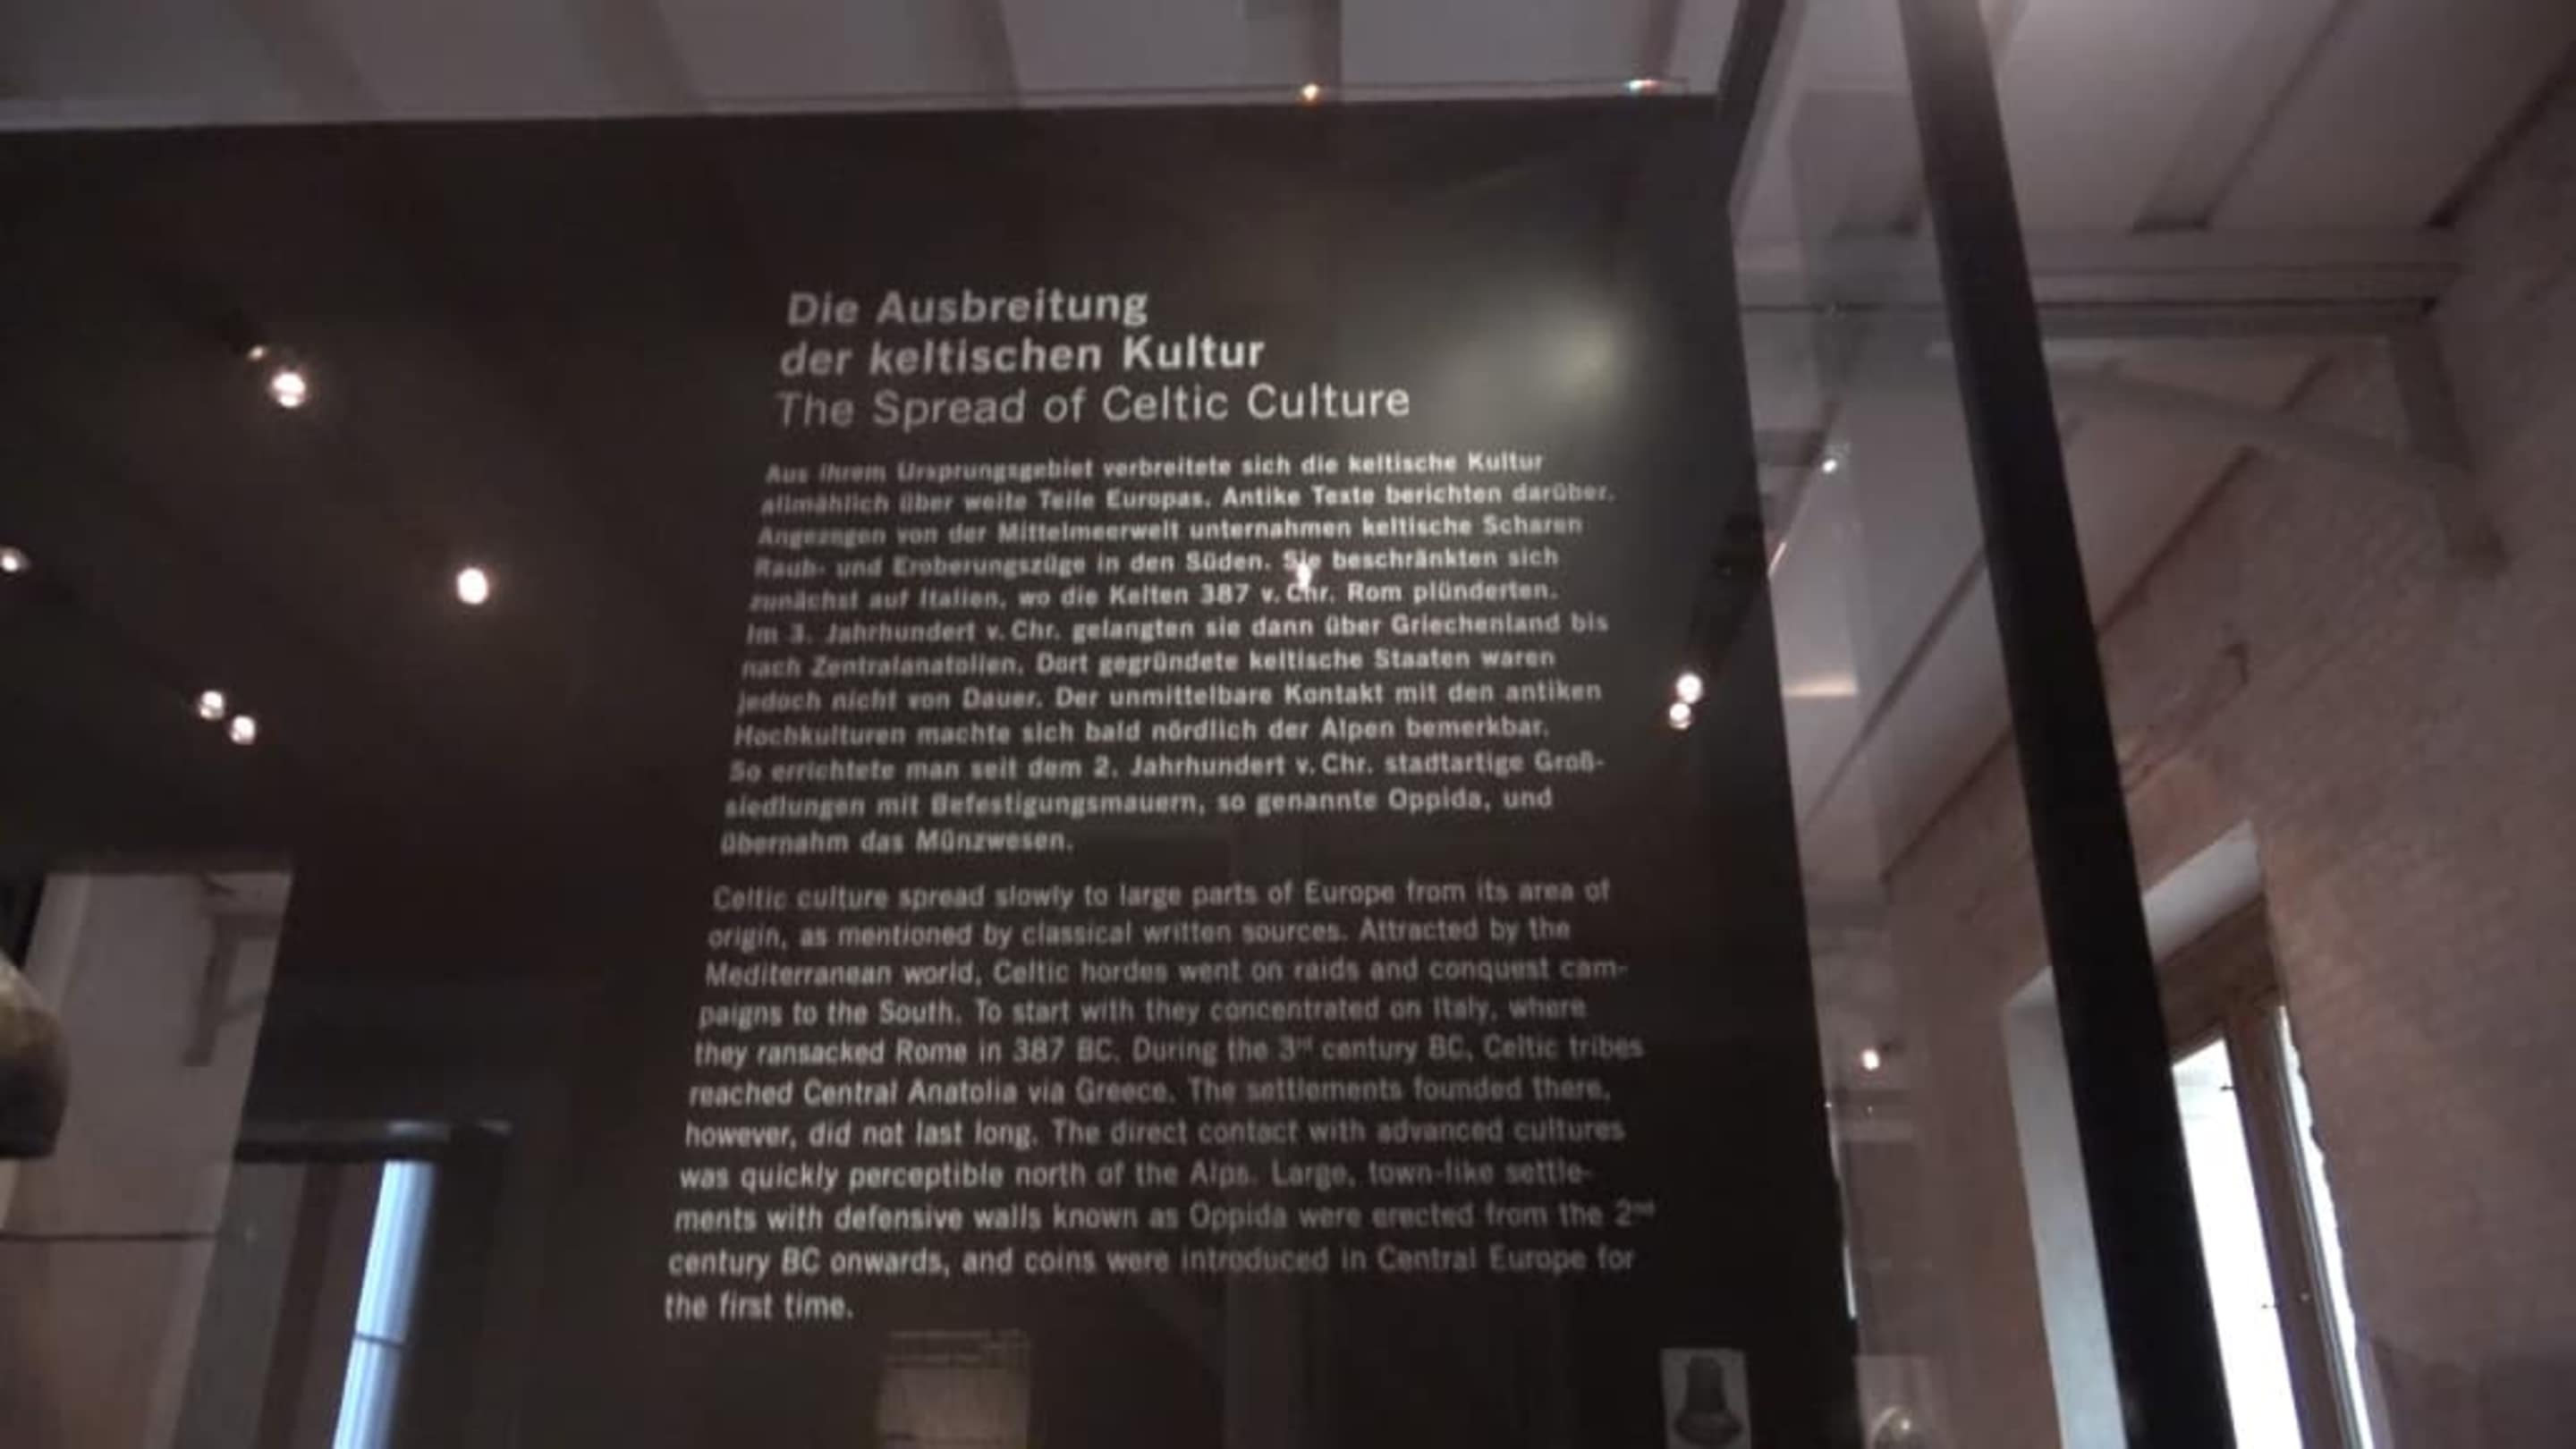 Die Ausbreitung
der keltischen Kultur
The Spread of Celtic Culture
Aus ihrem Ursprungsgebiet verbreitete sich die keltische Kultur
allmählich über weite Teile Europas. Antike Texte berichten darüber.
Angezogen von der Mittelmeerwelt unternahmen keltische Scharen
Raub- und Eroberungszüge in den Süden. Sie beschränkten sich
zunächst auf Italien, wo die Kelten 387 v. Chr. Rom plünderten.
Im 3. Jahrhundert v. Chr. gelangten sie dann über Griechenland bis
nach Zentralanatolien. Dort gegründete keltische Staaten waren
jedoch nicht von Dauer. Der unmittelbare Kontakt mit den antiken
Hochkulturen machte sich bald nördlich der Alpen bemerkbar.
So errichtete man seit dem 2. Jahrhundert v. Chr. stadtartige Groß-
siedlungen mit Befestigungsmauern, so genannte Oppida, und
übernahm das Münzwesen.
Celtic culture spread slowly to large parts of Europe from its area of
origin, as mentioned by classical written sources. Attracted by the
Mediterranean world, Celtic hordes went on raids and conquest cam-
paigns to the South. To start with they concentrated on Italy, where
they ransacked Rome in 387 BC. During the 3rd century BC, Celtic tribes
reached Central Anatolia via Greece. The settlements founded there,
however, did not last long. The direct contact with advanced cultures
was quickly perceptible north of the Alps. Large, town-like settle-
ments with defensive walls known as Oppida were erected from the 2nd
century BC onwards, and coins were introduced in Central Europe for
the first time.